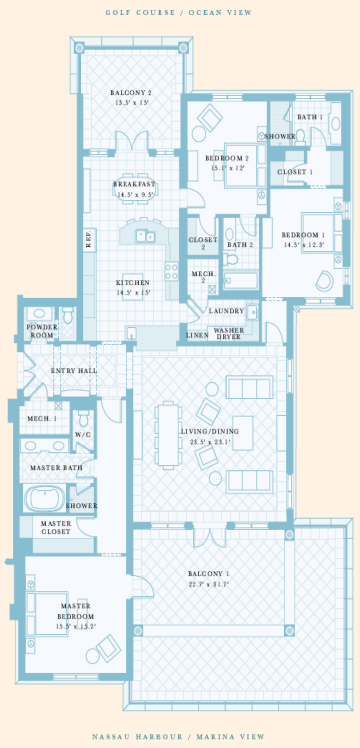 GOLF COURSE / OCEAN VIEW
BALCONY 2
13.5' x 13'
BATH 1
SHOWER
BEDROOM 2
15.1' x 12'
CLOSET 1
BREAKFAST
14.5' x 9.5'
REF.
CLOSET
2
BATH 2
BEDROOM 1
14.5' x 12.3'
MECH.
2
KITCHEN
14.5' x 15'
LAUNDRY
LINEN
WASHER
DRYER
POWDER
ROOM
ENTRY HALL
MECH. 1
W/C
LIVING/DINING
23.5' x 23.1'
MASTER BATH
SHOWER
MASTER
CLOSET
BALCONY 1
22.7' x 31.7'
MASTER
BEDROOM
15.5' x 15.2'
NASSAU HARBOUR / MARINA VIEW